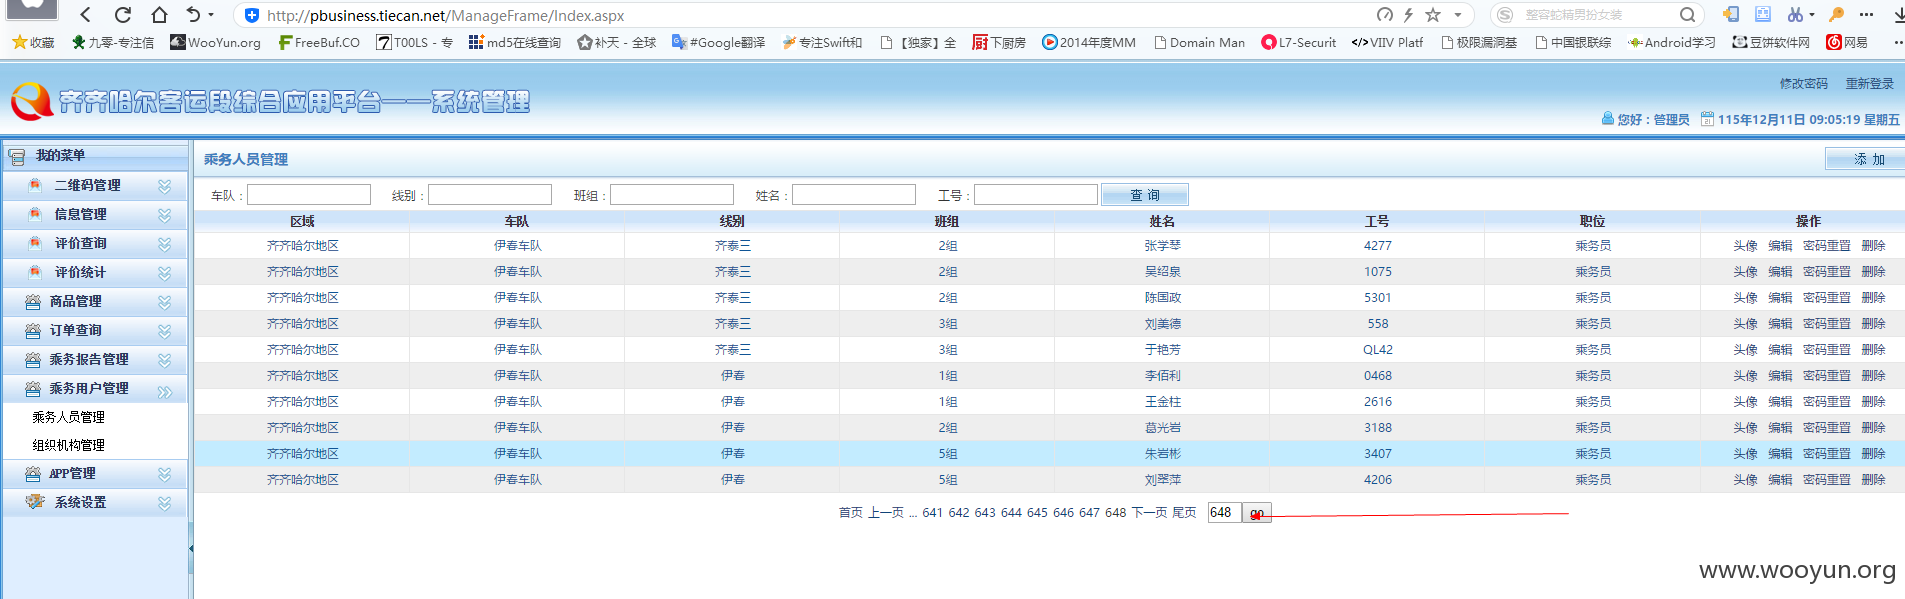 http://pbusiness.tiecan.net/ManageFrame/Index.aspx
整容蛇精男扮女装
收藏 九零-专注信 WooYun.org FreeBuf.CO T00LS - 专 md5在线查询 补天 - 全球 #Google翻译 专注Swift和 【独家】全 下厨房 2014年度MM Domain Man L7-Securit VIIV Platf 极限漏洞基 中国银联综 Android学习 豆饼软件网 网易
齐齐哈尔客运段综合应用平台——系统管理
修改密码 重新登录
您好：管理员 115年12月11日 09:05:19 星期五
我的菜单
二维码管理
信息管理
评价查询
评价统计
商品管理
订单查询
乘务报告管理
乘务用户管理
乘务人员管理
组织机构管理
APP管理
系统设置
乘务人员管理
添 加
车队： 线别： 班组： 姓名： 工号： 查 询
区域 车队 线别 班组 姓名 工号 职位 操作
齐齐哈尔地区 伊春车队 齐泰三 2组 张学琴 4277 乘务员 头像 编辑 密码重置 删除
齐齐哈尔地区 伊春车队 齐泰三 2组 吴绍泉 1075 乘务员 头像 编辑 密码重置 删除
齐齐哈尔地区 伊春车队 齐泰三 2组 陈国政 5301 乘务员 头像 编辑 密码重置 删除
齐齐哈尔地区 伊春车队 齐泰三 3组 刘美德 558 乘务员 头像 编辑 密码重置 删除
齐齐哈尔地区 伊春车队 齐泰三 3组 于艳芳 QL42 乘务员 头像 编辑 密码重置 删除
齐齐哈尔地区 伊春车队 伊春 1组 李佰利 0468 乘务员 头像 编辑 密码重置 删除
齐齐哈尔地区 伊春车队 伊春 1组 王金柱 2616 乘务员 头像 编辑 密码重置 删除
齐齐哈尔地区 伊春车队 伊春 2组 葛光岩 3188 乘务员 头像 编辑 密码重置 删除
齐齐哈尔地区 伊春车队 伊春 5组 朱岩彬 3407 乘务员 头像 编辑 密码重置 删除
齐齐哈尔地区 伊春车队 伊春 5组 刘翠萍 4206 乘务员 头像 编辑 密码重置 删除
首页 上一页 ... 641 642 643 644 645 646 647 648 下一页 尾页 648 go
www.wooyun.org